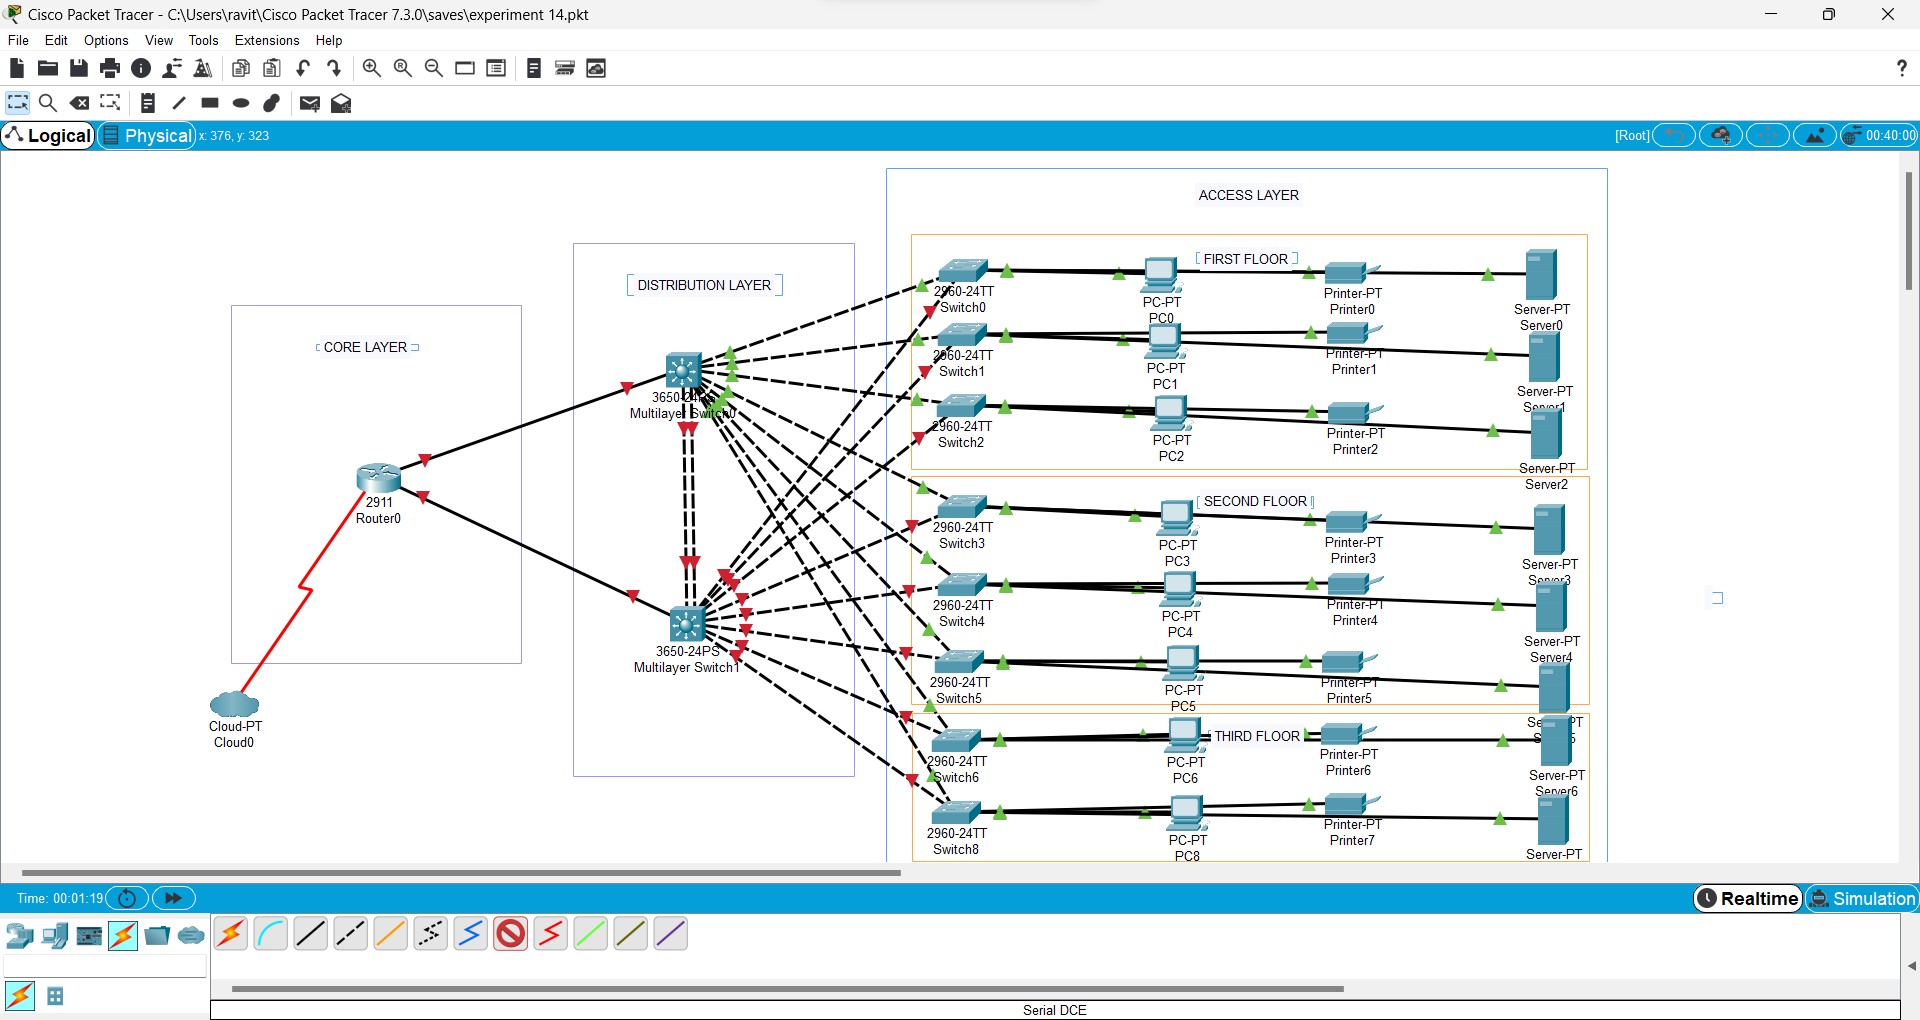 Cisco Packet Tracer - C:\Users\ravit\Cisco Packet Tracer 7.3.0\saves\experiment 14.pkt
File Edit Options View Tools Extensions Help
?
Logical Physical x: 376, y: 323 [Root] 00:40:00
ACCESS LAYER
FIRST FLOOR
DISTRIBUTION LAYER
CORE LAYER
2960-24TT
Switch0
PC-PT
PC0
Printer-PT
Printer0
Server-PT
Server0
2960-24TT
Switch1
PC-PT
PC1
Printer-PT
Printer1
Server-PT
Server1
3650-24PS
Multilayer Switch0
2960-24TT
Switch2
PC-PT
PC2
Printer-PT
Printer2
Server-PT
Server2
2911
Router0
SECOND FLOOR
2960-24TT
Switch3
PC-PT
PC3
Printer-PT
Printer3
Server-PT
Server3
2960-24TT
Switch4
PC-PT
PC4
Printer-PT
Printer4
Server-PT
Server4
3650-24PS
Multilayer Switch1
2960-24TT
Switch5
PC-PT
PC5
Printer-PT
Printer5
Cloud-PT
Cloud0
THIRD FLOOR
2960-24TT
Switch6
PC-PT
PC6
Printer-PT
Printer6
Server-PT
Server6
2960-24TT
Switch8
PC-PT
PC8
Printer-PT
Printer7
Server-PT
Time: 00:01:19 Realtime Simulation
Serial DCE